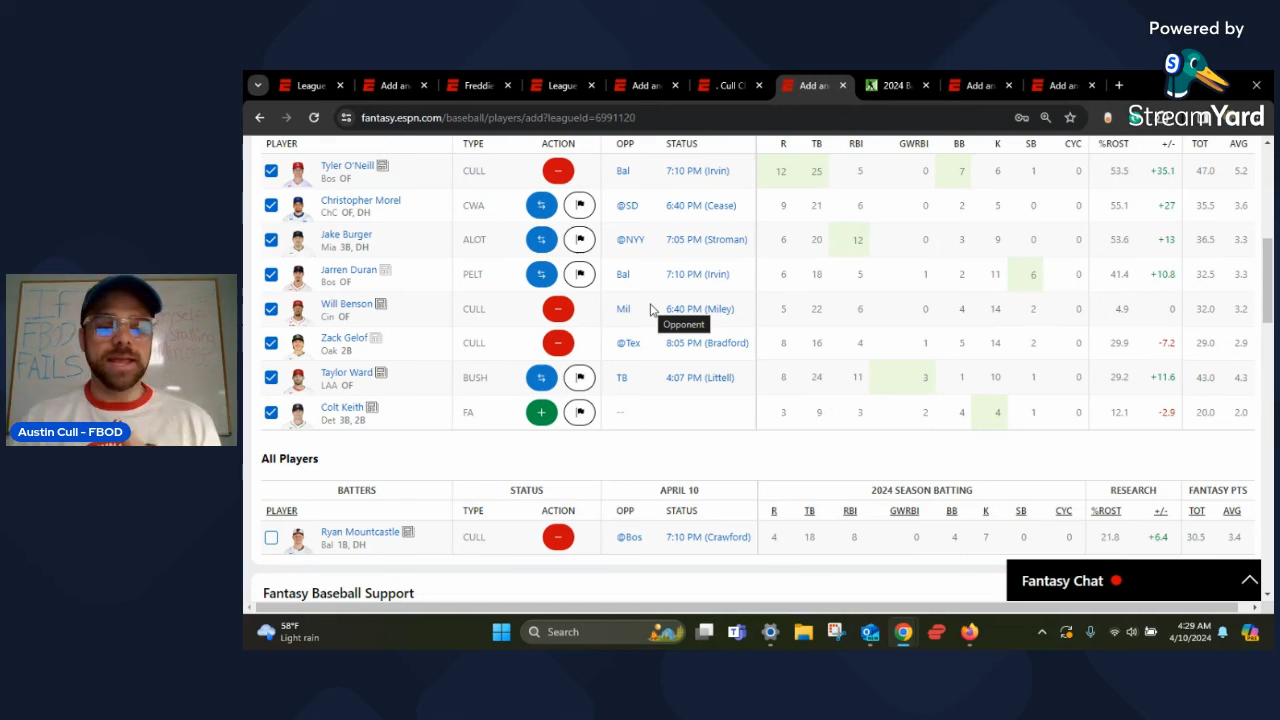 Powered by
S
StreamYard
League
Add an
Freddie
League
Add an
. Cull Cl
Add an
2024 B
Add an
Add an
fantasy.espn.com/baseball/players/add?leagueId=6991120
PLAYER TYPE ACTION OPP STATUS R TB RBI GWRBI BB K SB CYC %ROST +/- TOT AVG
Tyler O'Neill
Bos OF
CULL Bal 7:10 PM (Irvin) 12 25 5 0 7 6 1 0 53.5 +35.1 47.0 5.2
Christopher Morel
ChC OF, DH
CWA @SD 6:40 PM (Cease) 9 21 6 0 2 5 0 0 55.1 +27 35.5 3.6
Jake Burger
Mia 3B, DH
ALOT @NYY 7:05 PM (Stroman) 6 20 12 0 3 9 0 0 53.6 +13 36.5 3.3
Jarren Duran
Bos OF
PELT Bal 7:10 PM (Irvin) 6 18 5 1 2 11 6 0 41.4 +10.8 32.5 3.3
Will Benson
Cin OF
CULL Mil 6:40 PM (Miley) 5 22 6 0 4 14 2 0 4.9 0 32.0 3.2
Opponent
Zack Gelof
Oak 2B
CULL @Tex 8:05 PM (Bradford) 8 16 4 1 5 14 2 0 29.9 -7.2 29.0 2.9
Taylor Ward
LAA OF
BUSH TB 4:07 PM (Littell) 8 24 11 3 1 10 0 0 29.2 +11.6 43.0 4.3
Colt Keith
Det 3B, 2B
FA -- 3 9 3 2 4 4 1 0 12.1 -2.9 20.0 2.0
All Players
BATTERS STATUS APRIL 10 2024 SEASON BATTING RESEARCH FANTASY PTS
PLAYER TYPE ACTION OPP STATUS R TB RBI GWRBI BB K SB CYC %ROST +/- TOT AVG
Ryan Mountcastle
Bal 1B, DH
CULL @Bos 7:10 PM (Crawford) 4 18 8 0 4 7 0 0 21.8 +6.4 30.5 3.4
Fantasy Baseball Support
Fantasy Chat
If
FBOD
FAILS
Austin Cull - FBOD
58°F
Light rain
Search
4:29 AM
4/10/2024